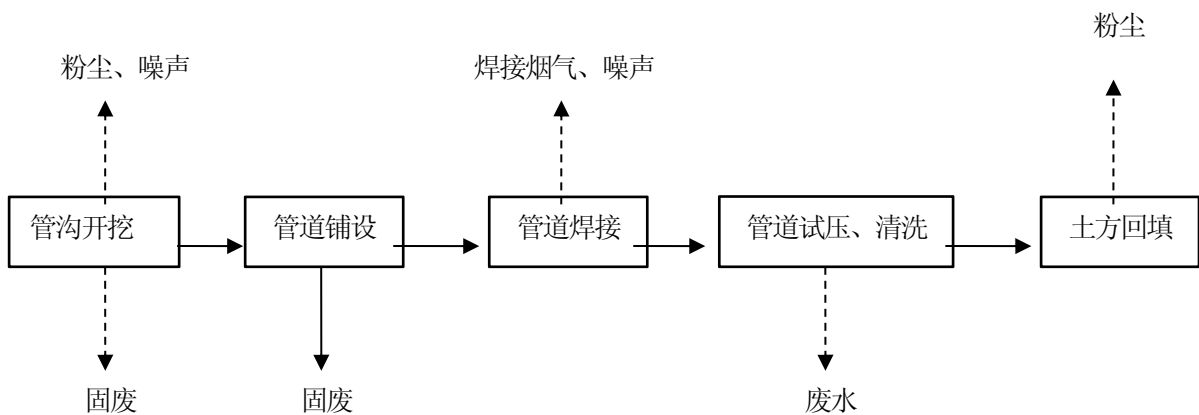 粉尘
粉尘、噪声
焊接烟气、噪声
管沟开挖
管道铺设
管道焊接
管道试压、清洗
土方回填
固废
固废
废水